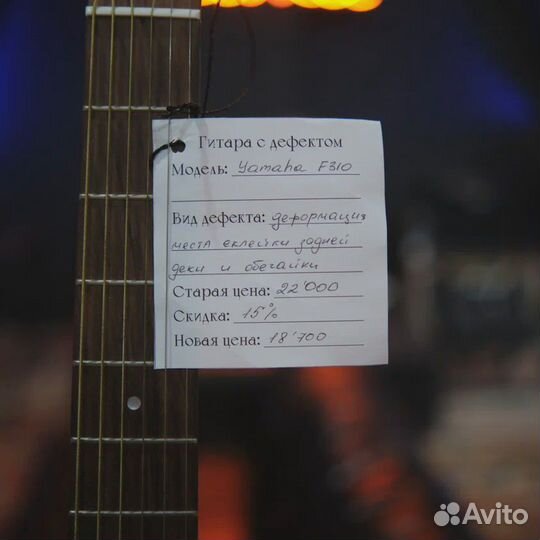 Гитара с дефектом
Модель: Yamaha F310
Вид дефекта: деформация
места склейки задней
деки и обечайки
Старая цена: 22'000
Скидка: 15%
Новая цена: 18'700
Avito